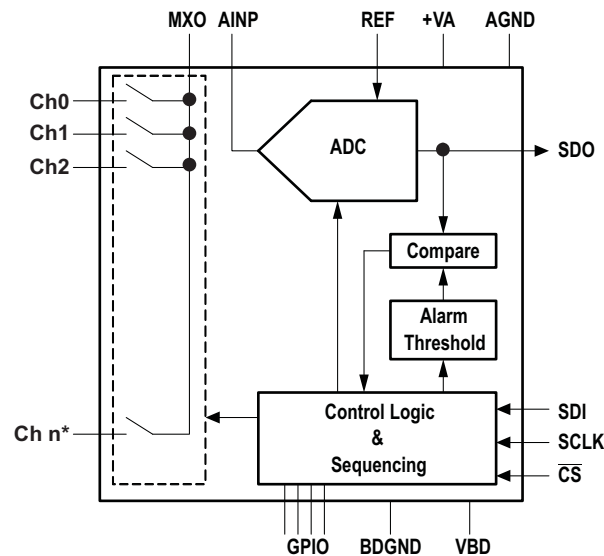 MXO AINP REF +VA AGND
Ch0
Ch1
Ch2
ADC
SDO
Compare
Alarm
Threshold
Control Logic
&
Sequencing
SDI
SCLK
CS
Ch n*
GPIO BDGND VBD